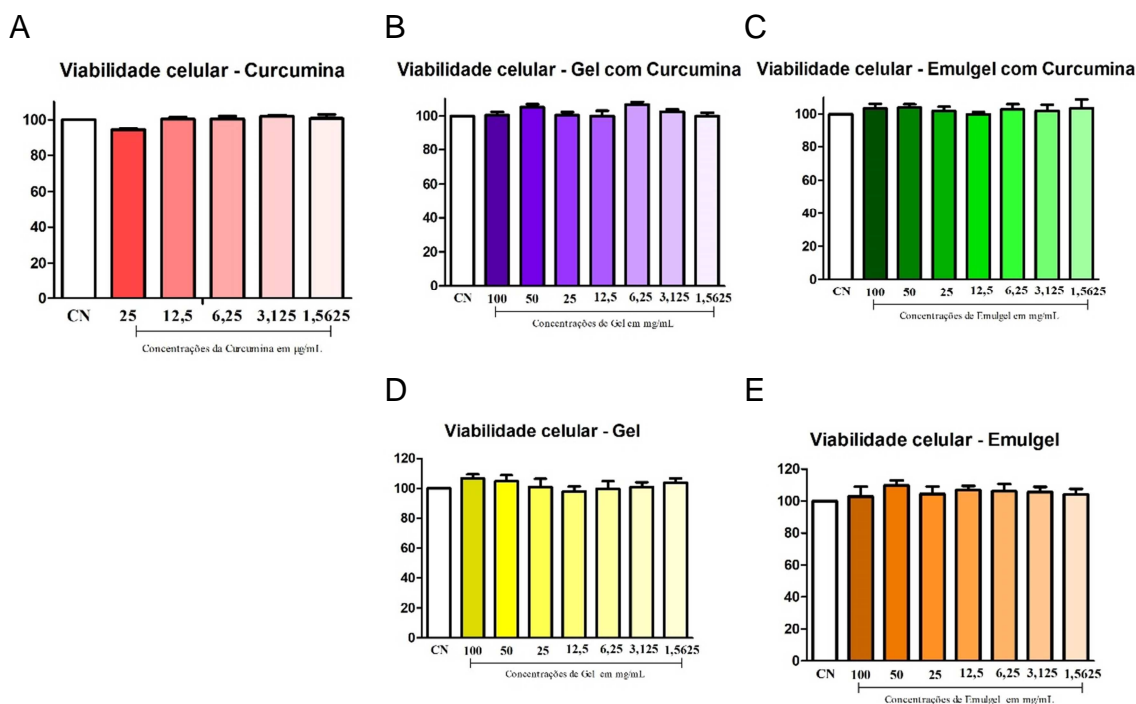 A
Viabilidade celular - Curcumina
100
80
60
40
20
0
CN 25 12,5 6,25 3,125 1,5625
Concentrações da Curcumina em µg/mL
B
Viabilidade celular - Gel com Curcumina
100
80
60
40
20
0
CN 100 50 25 12,5 6,25 3,125 1,5625
Concentrações de Gel em mg/mL
C
Viabilidade celular - Emulgel com Curcumina
100
80
60
40
20
0
CN 100 50 25 12,5 6,25 3,125 1,5625
Concentrações de Emulgel em mg/mL
D
Viabilidade celular - Gel
120
100
80
60
40
20
0
CN 100 50 25 12,5 6,25 3,125 1,5625
Concentrações de Gel em mg/mL
E
Viabilidade celular - Emulgel
120
100
80
60
40
20
0
CN 100 50 25 12,5 6,25 3,125 1,5625
Concentrações de Emulgel em mg/mL